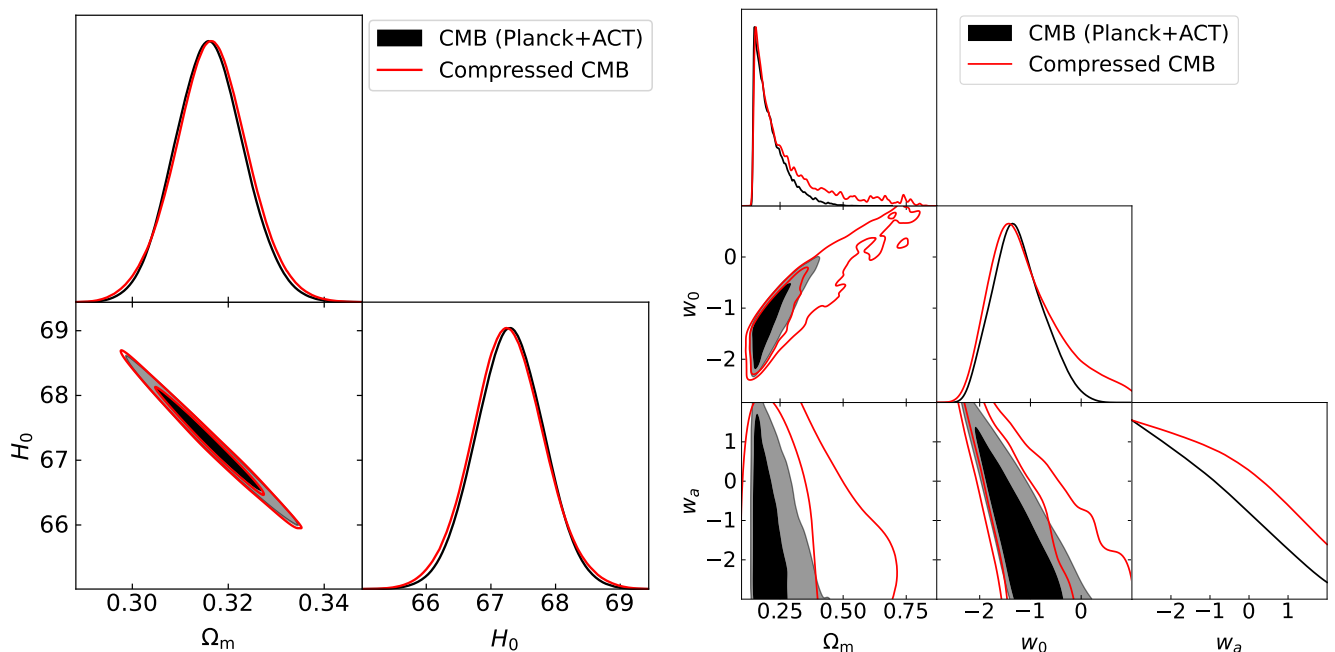 CMB (Planck+ACT)
Compressed CMB
69
68
67
66
H₀
0.30 0.32 0.34
Ωₘ
66 67 68 69
H₀
CMB (Planck+ACT)
Compressed CMB
0
−1
−2
w₀
1
0
−1
−2
wₐ
0.25 0.50 0.75
Ωₘ
−2 −1 0
w₀
−2 −1 0 1
wₐ